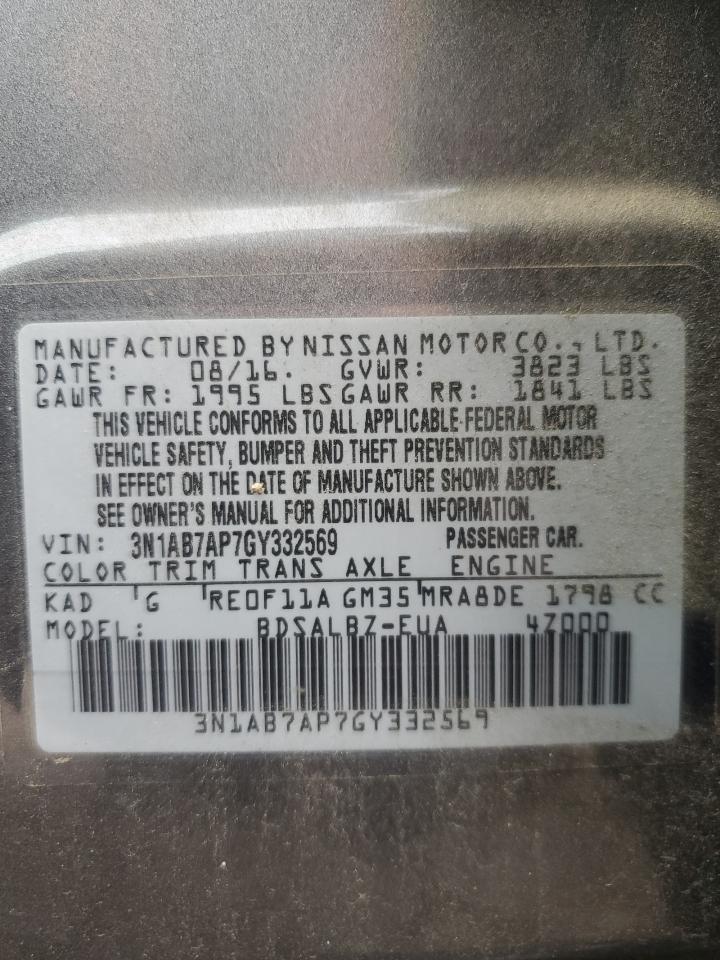 MANUFACTURED BY NISSAN MOTOR CO., LTD.
DATE: 08/16. GVWR: 3823 LBS
GAWR FR: 1995 LBS GAWR RR: 1841 LBS
THIS VEHICLE CONFORMS TO ALL APPLICABLE FEDERAL MOTOR
VEHICLE SAFETY, BUMPER AND THEFT PREVENTION STANDARDS
IN EFFECT ON THE DATE OF MANUFACTURE SHOWN ABOVE.
SEE OWNER'S MANUAL FOR ADDITIONAL INFORMATION.
VIN: 3N1AB7AP7GY332569 PASSENGER CAR.
COLOR TRIM TRANS AXLE ENGINE
KAD G RE0F11A GM35 MRA8DE 1798 CC
MODEL: BDSALBZ-EUA 4Z000
3N1AB7AP7GY332569